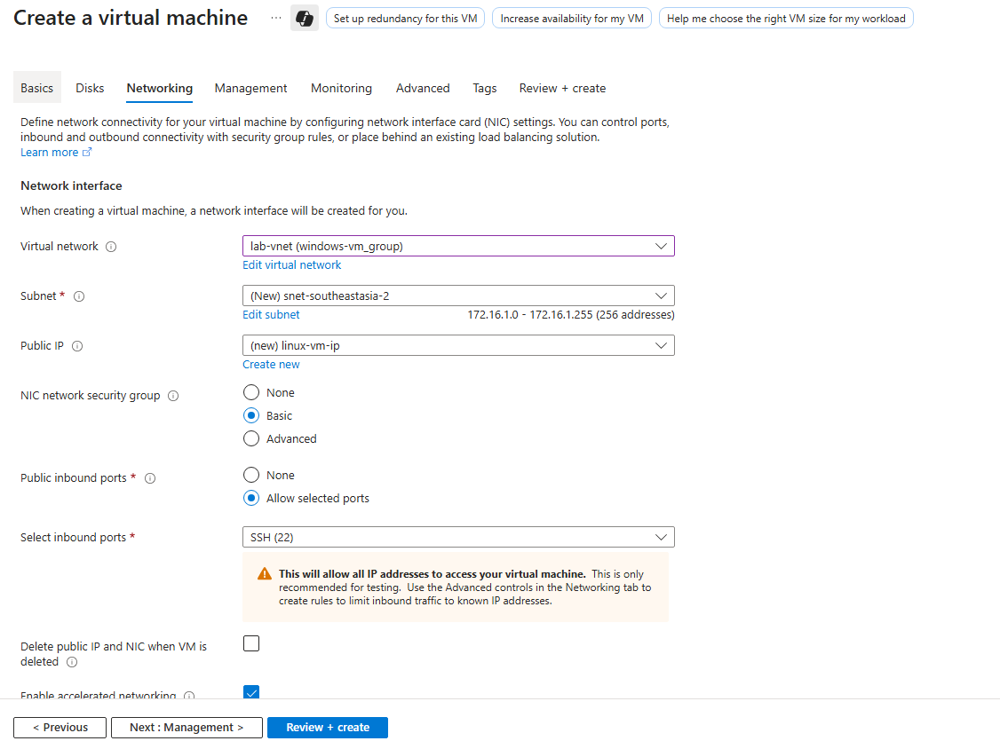 Create a virtual machine ... Set up redundancy for this VM Increase availability for my VM Help me choose the right VM size for my workload
Basics Disks Networking Management Monitoring Advanced Tags Review + create
Define network connectivity for your virtual machine by configuring network interface card (NIC) settings. You can control ports,
inbound and outbound connectivity with security group rules, or place behind an existing load balancing solution.
Learn more
Network interface
When creating a virtual machine, a network interface will be created for you.
Virtual network lab-vnet (windows-vm_group)
Edit virtual network
Subnet * (New) snet-southeastasia-2
Edit subnet 172.16.1.0 - 172.16.1.255 (256 addresses)
Public IP (new) linux-vm-ip
Create new
NIC network security group None
Basic
Advanced
Public inbound ports * None
Allow selected ports
Select inbound ports * SSH (22)
This will allow all IP addresses to access your virtual machine. This is only
recommended for testing. Use the Advanced controls in the Networking tab to
create rules to limit inbound traffic to known IP addresses.
Delete public IP and NIC when VM is
deleted
Enable accelerated networking
< Previous Next : Management > Review + create